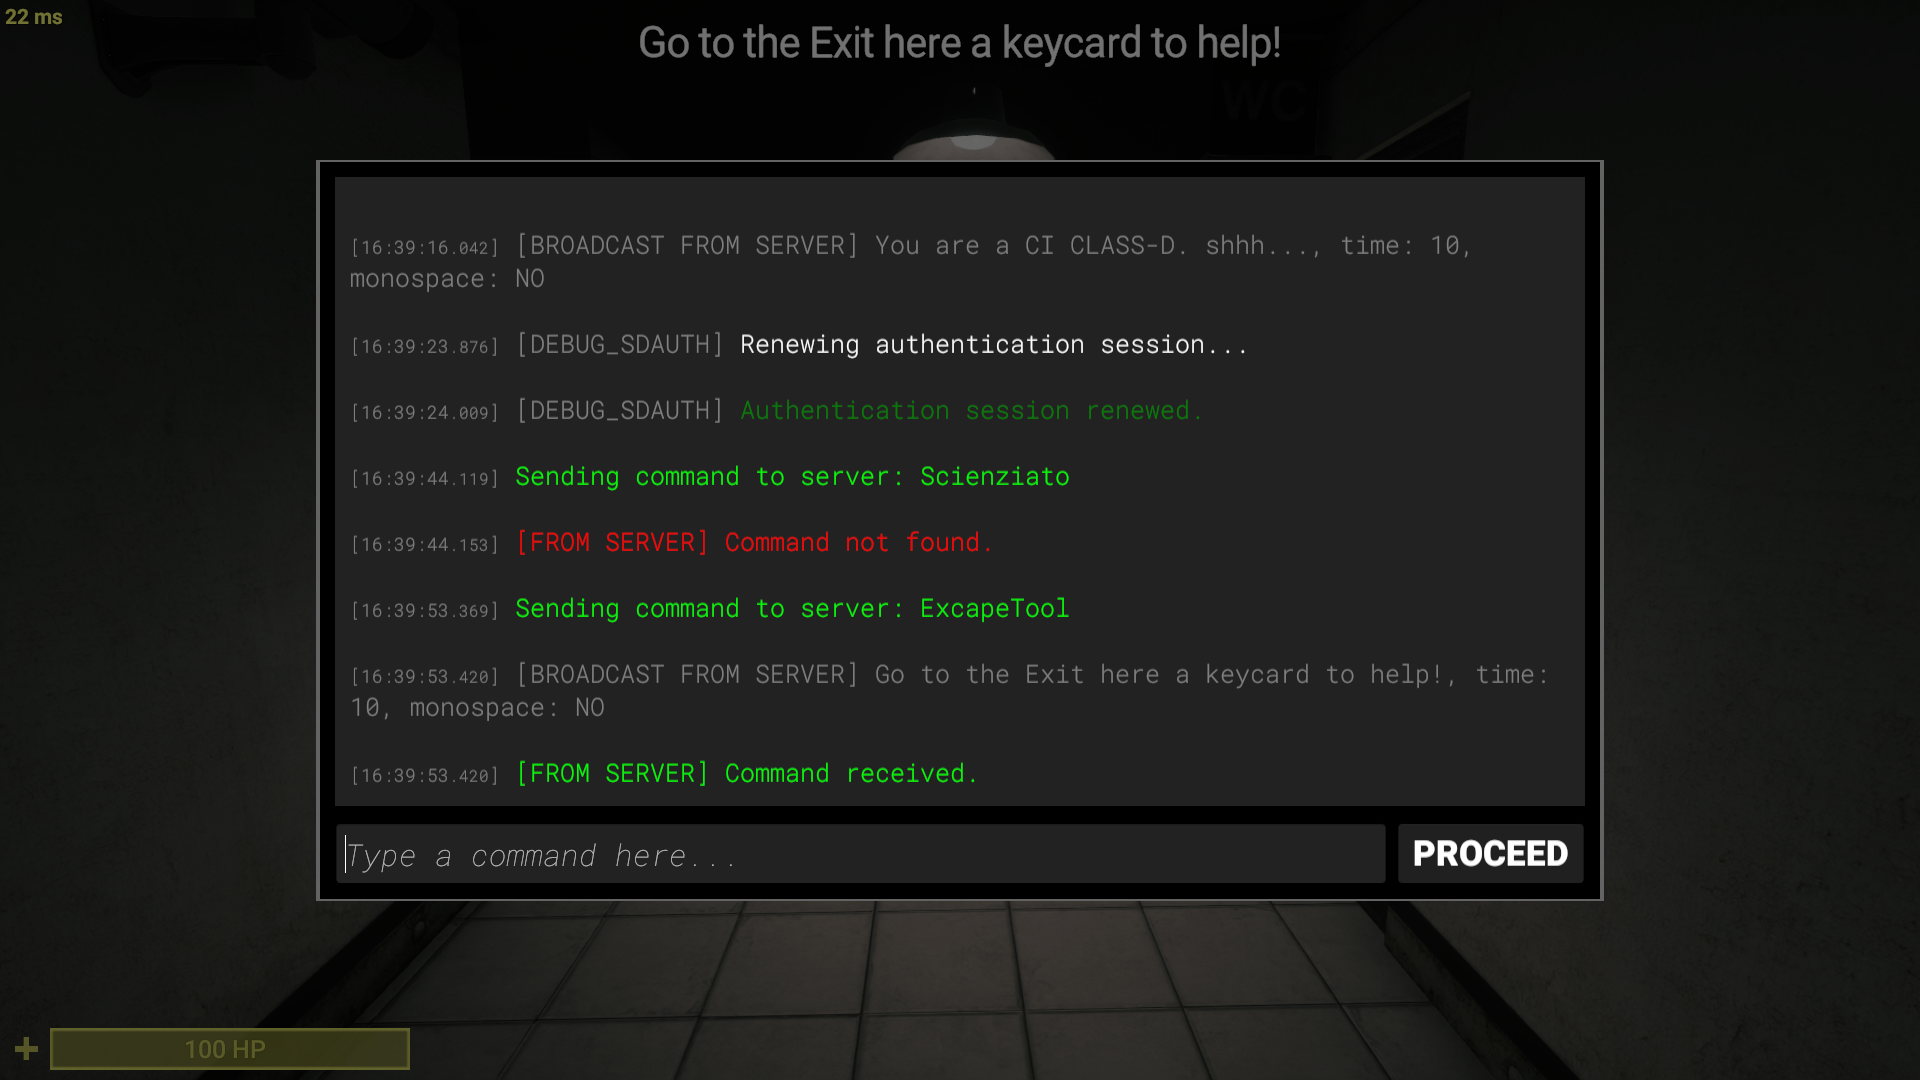 22 ms
Go to the Exit here a keycard to help!
WC
[16:39:16.042] [BROADCAST FROM SERVER] You are a CI CLASS-D. shhh..., time: 10,
monospace: NO
[16:39:23.876] [DEBUG_SDAUTH] Renewing authentication session...
[16:39:24.009] [DEBUG_SDAUTH] Authentication session renewed.
[16:39:44.119] Sending command to server: Scienziato
[16:39:44.153] [FROM SERVER] Command not found.
[16:39:53.369] Sending command to server: ExcapeTool
[16:39:53.420] [BROADCAST FROM SERVER] Go to the Exit here a keycard to help!, time:
10, monospace: NO
[16:39:53.420] [FROM SERVER] Command received.
Type a command here...
PROCEED
+ 100 HP